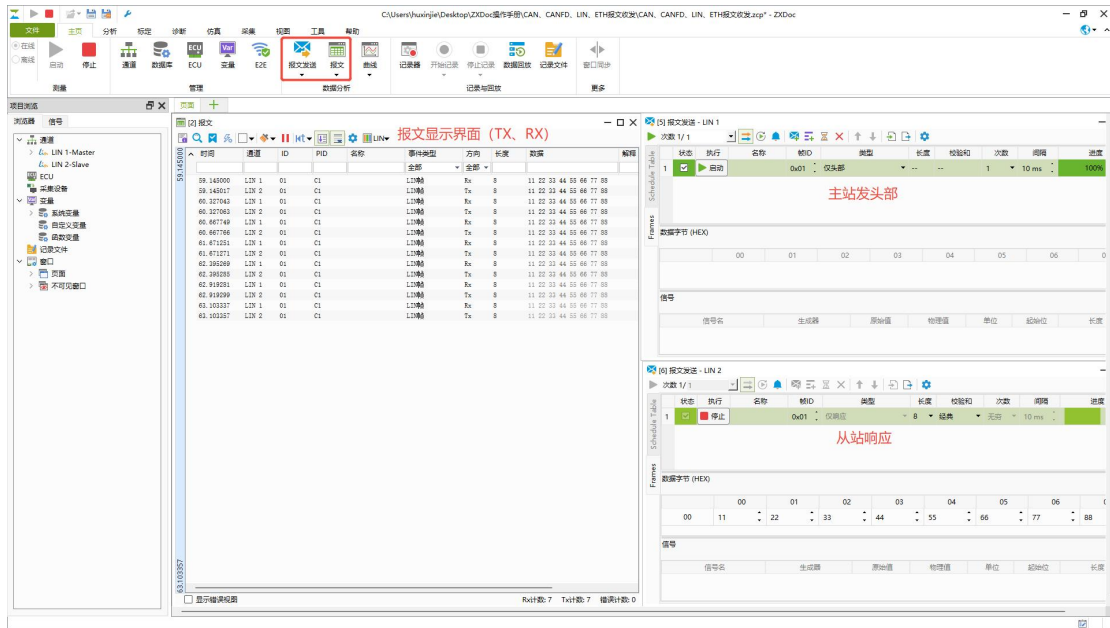 C:\Users\huxinjie\Desktop\ZXDoc操作手册\CAN、CANFD、LIN、ETH报文收发\CAN、CANFD、LIN、ETH报文收发.zcp* - ZXDoc
文件 主页 分析 标定 诊断 仿真 采集 视图 工具 帮助
在线
离线
启动 停止 通道 数据库 ECU 变量 E2E 报文发送 报文 曲线 记录器 开始记录 停止记录 数据回放 记录文件 窗口同步
测量 管理 数据分析 记录与回放 更多
项目浏览
浏览器 信号
通道
LIN 1-Master
LIN 2-Slave
ECU
采集设备
变量
系统变量
自定义变量
函数变量
记录文件
窗口
页面
不可见窗口
页面
[2] 报文
LIN
报文显示界面（TX、RX）
59.145000
时间 通道 ID PID 名称 事件类型 方向 长度 数据 解释
全部 全部
59.145000 LIN 1 01 C1 LIN帧 Rx 8 11 22 33 44 55 66 77 88
59.145017 LIN 2 01 C1 LIN帧 Tx 8 11 22 33 44 55 66 77 88
60.327043 LIN 1 01 C1 LIN帧 Rx 8 11 22 33 44 55 66 77 88
60.327063 LIN 2 01 C1 LIN帧 Tx 8 11 22 33 44 55 66 77 88
60.667749 LIN 1 01 C1 LIN帧 Rx 8 11 22 33 44 55 66 77 88
60.667766 LIN 2 01 C1 LIN帧 Tx 8 11 22 33 44 55 66 77 88
61.671251 LIN 1 01 C1 LIN帧 Rx 8 11 22 33 44 55 66 77 88
61.671271 LIN 2 01 C1 LIN帧 Tx 8 11 22 33 44 55 66 77 88
62.395269 LIN 1 01 C1 LIN帧 Rx 8 11 22 33 44 55 66 77 88
62.395285 LIN 2 01 C1 LIN帧 Tx 8 11 22 33 44 55 66 77 88
62.919281 LIN 1 01 C1 LIN帧 Rx 8 11 22 33 44 55 66 77 88
62.919299 LIN 2 01 C1 LIN帧 Tx 8 11 22 33 44 55 66 77 88
63.103337 LIN 1 01 C1 LIN帧 Rx 8 11 22 33 44 55 66 77 88
63.103357 LIN 2 01 C1 LIN帧 Tx 8 11 22 33 44 55 66 77 88
63.103357
显示错误视图
Rx计数: 7 Tx计数: 7 错误计数: 0
[5] 报文发送 - LIN 1
次数 1/ 1
Schedule Table
Frames
状态 执行 名称 帧ID 类型 长度 校验和 次数 间隔 进度
1 启动 0x01 仅头部 -- -- 1 10 ms 100%
主站发头部
数据字节 (HEX)
00 01 02 03 04 05 06 0
信号
信号名 生成器 原始值 物理值 单位 起始位 长度
[6] 报文发送 - LIN 2
次数 1/ 1
Schedule Table
Frames
状态 执行 名称 帧ID 类型 长度 校验和 次数 间隔 进度
1 停止 0x01 仅响应 8 经典 无穷 10 ms
从站响应
数据字节 (HEX)
00 01 02 03 04 05 06
00 11 22 33 44 55 66 77 88
信号
信号名 生成器 原始值 物理值 单位 起始位 长度